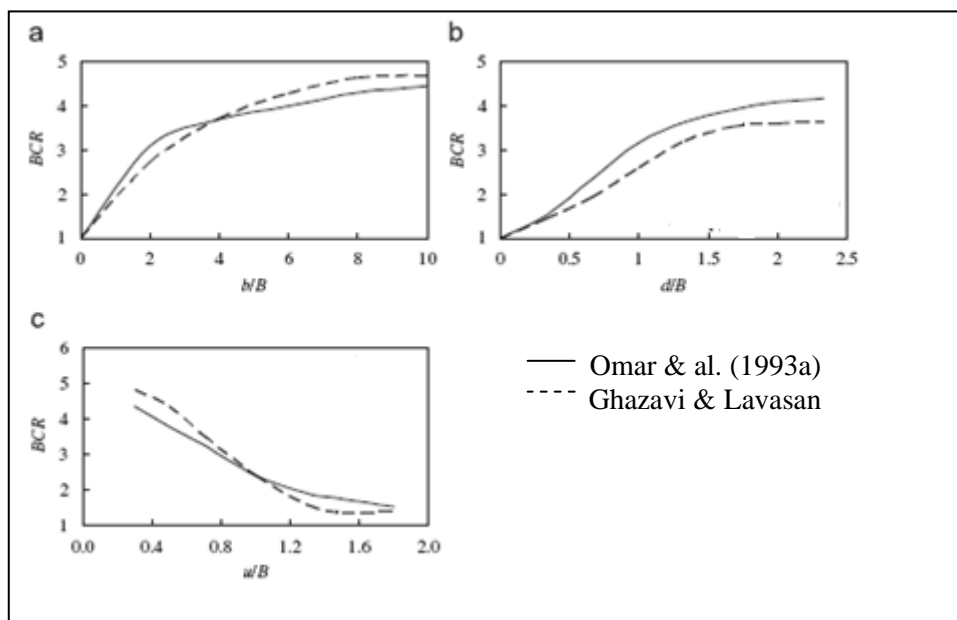 a
5
4
3
2
1
BCR
0 2 4 6 8 10
b/B
b
5
4
3
2
1
BCR
0 0.5 1 1.5 2 2.5
d/B
c
6
5
4
3
2
1
BCR
0.0 0.4 0.8 1.2 1.6 2.0
u/B
Omar & al. (1993a)
Ghazavi & Lavasan